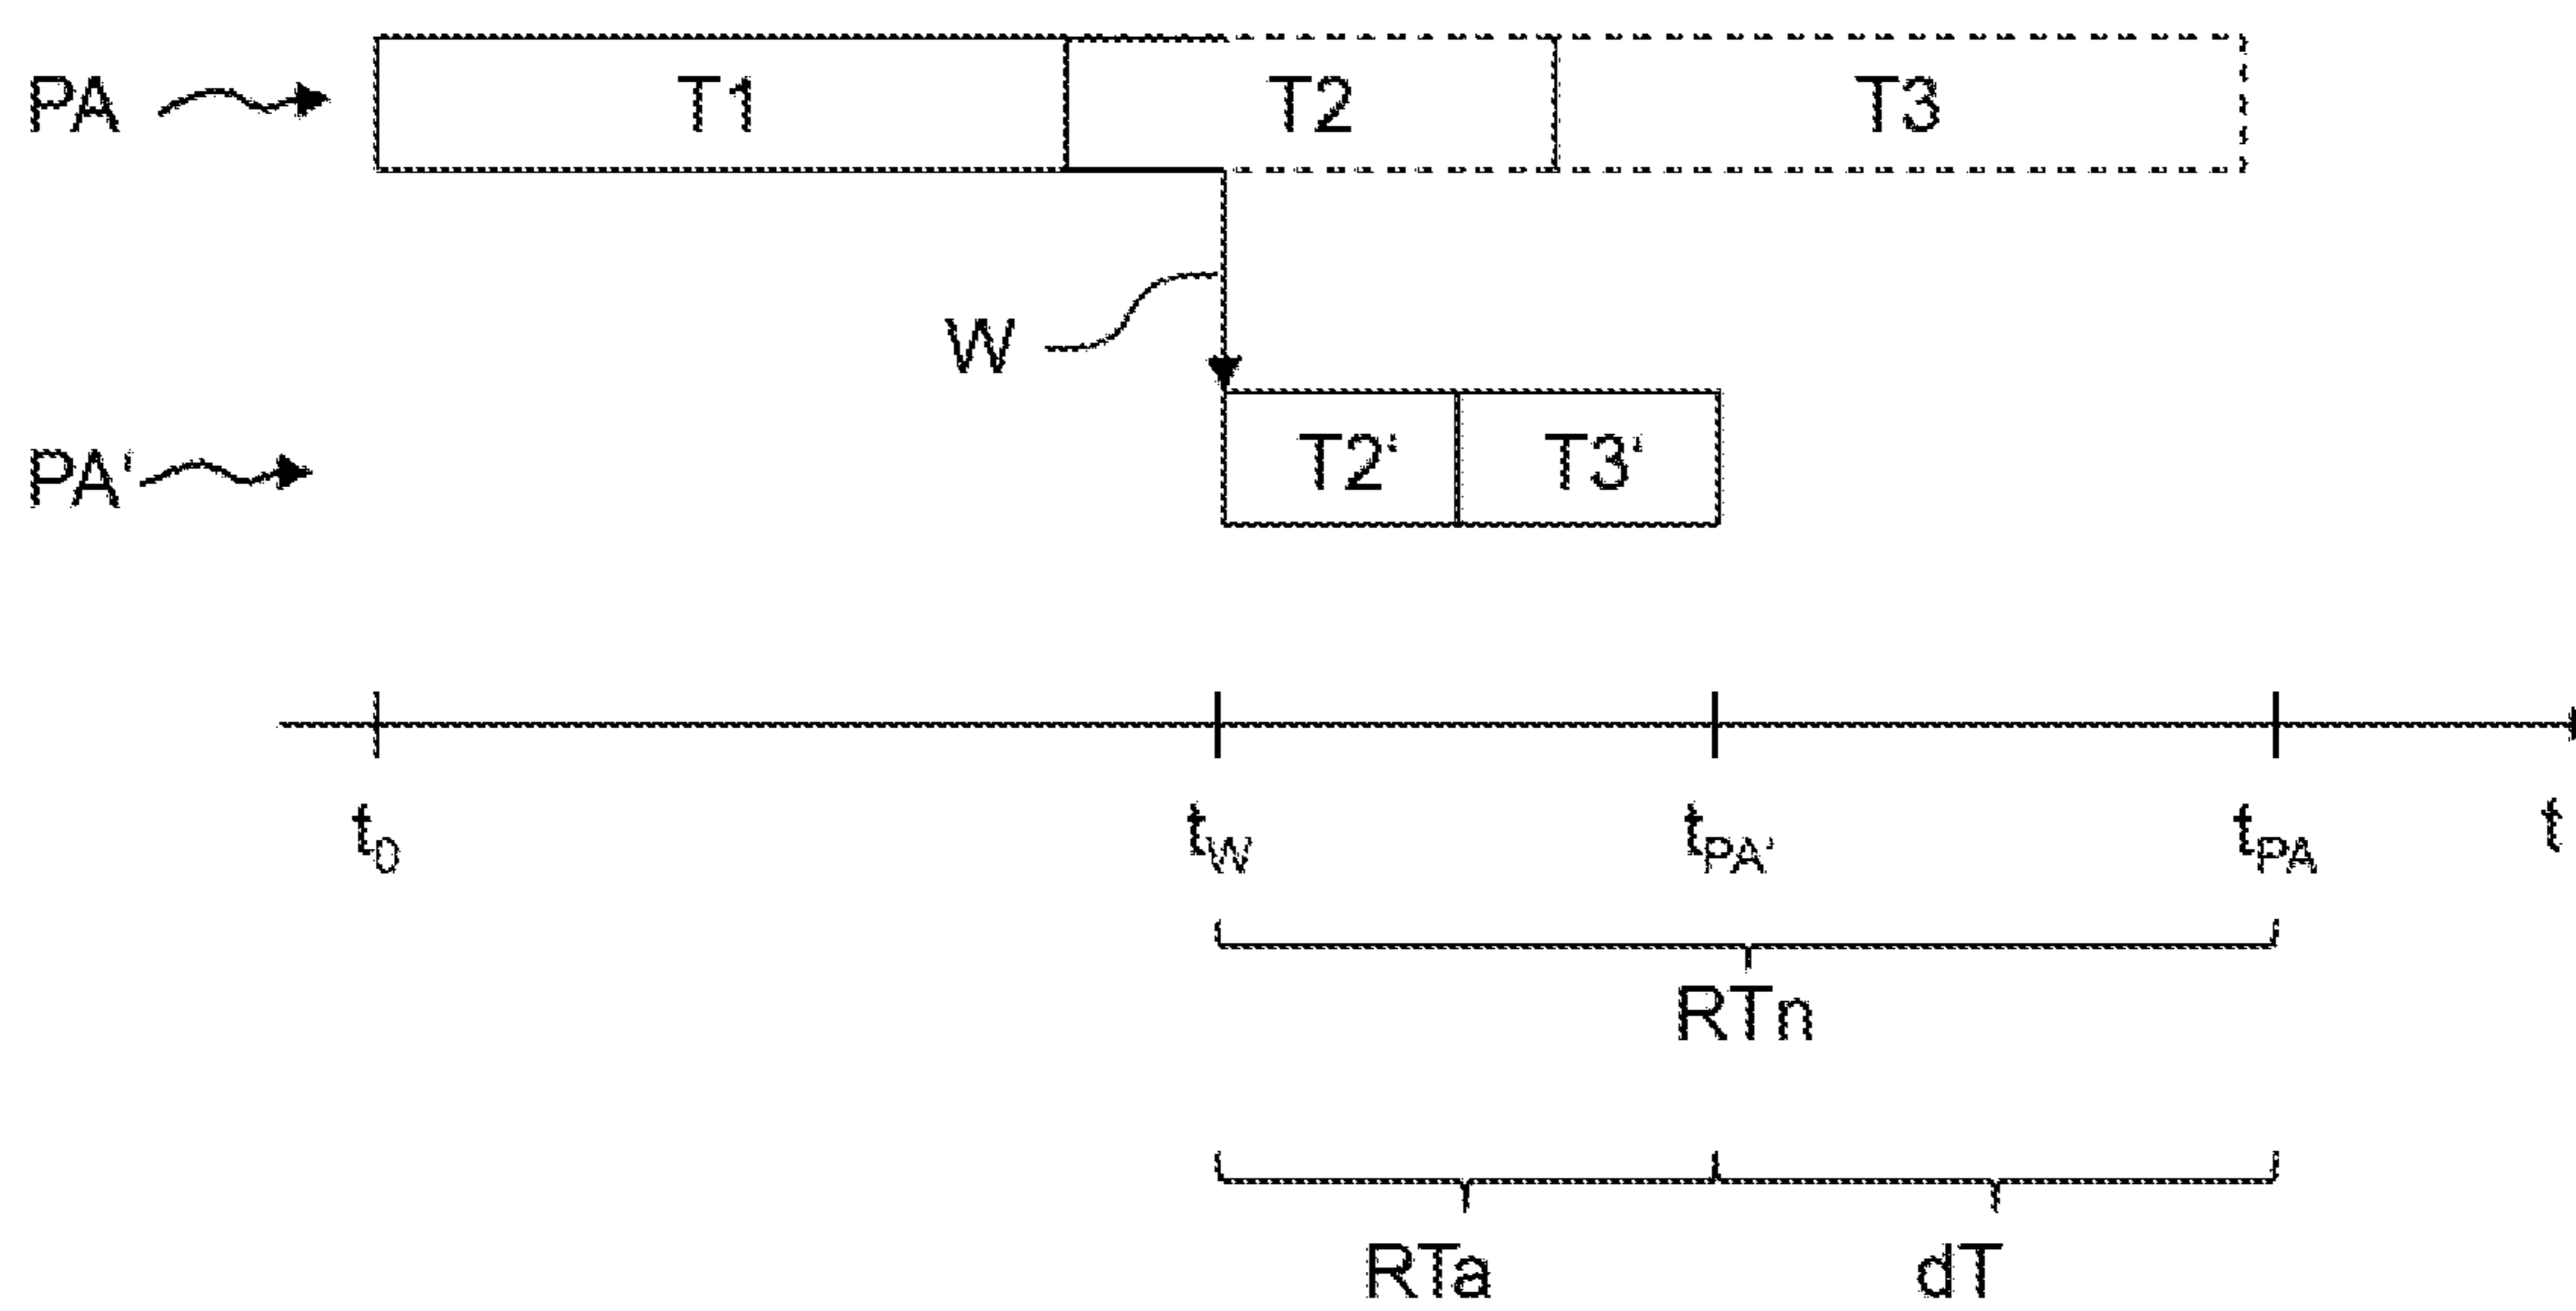 PA T1 T2 T3
W
PA' T2' T3'
t0 tW tPA' tPA t
RTn
RTa dT